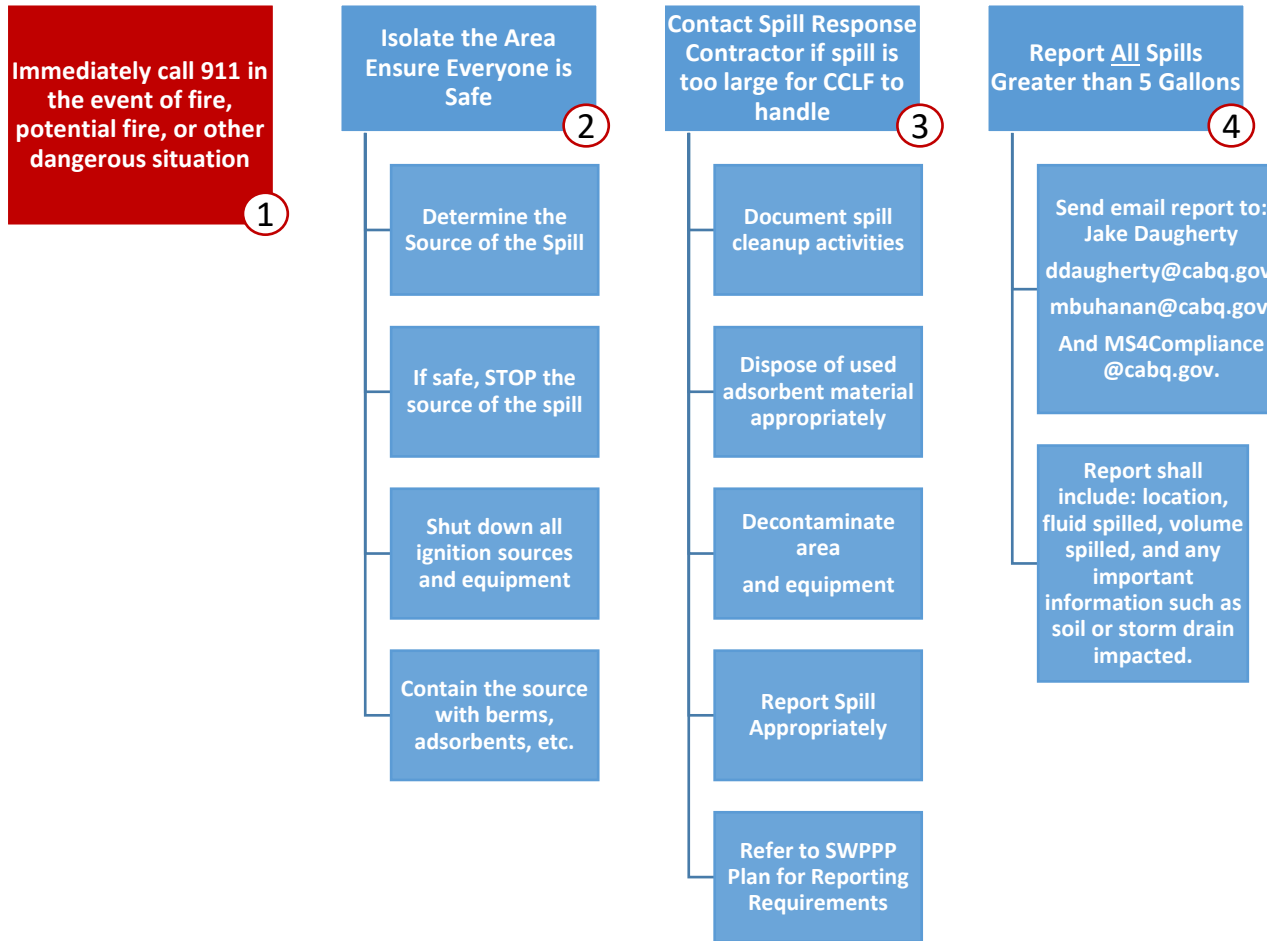 Immediately call 911 in
the event of fire,
potential fire, or other
dangerous situation
1
Isolate the Area
Ensure Everyone is
Safe
2
Determine the
Source of the Spill
If safe, STOP the
source of the spill
Shut down all
ignition sources
and equipment
Contain the source
with berms,
adsorbents, etc.
Contact Spill Response
Contractor if spill is
too large for CCLF to
handle
3
Document spill
cleanup activities
Dispose of used
adsorbent material
appropriately
Decontaminate
area
and equipment
Report Spill
Appropriately
Refer to SWPPP
Plan for Reporting
Requirements
Report All Spills
Greater than 5 Gallons
4
Send email report to:
Jake Daugherty
ddaugherty@cabq.gov
mbuhanan@cabq.gov
And MS4Compliance
@cabq.gov.
Report shall
include: location,
fluid spilled, volume
spilled, and any
important
information such as
soil or storm drain
impacted.